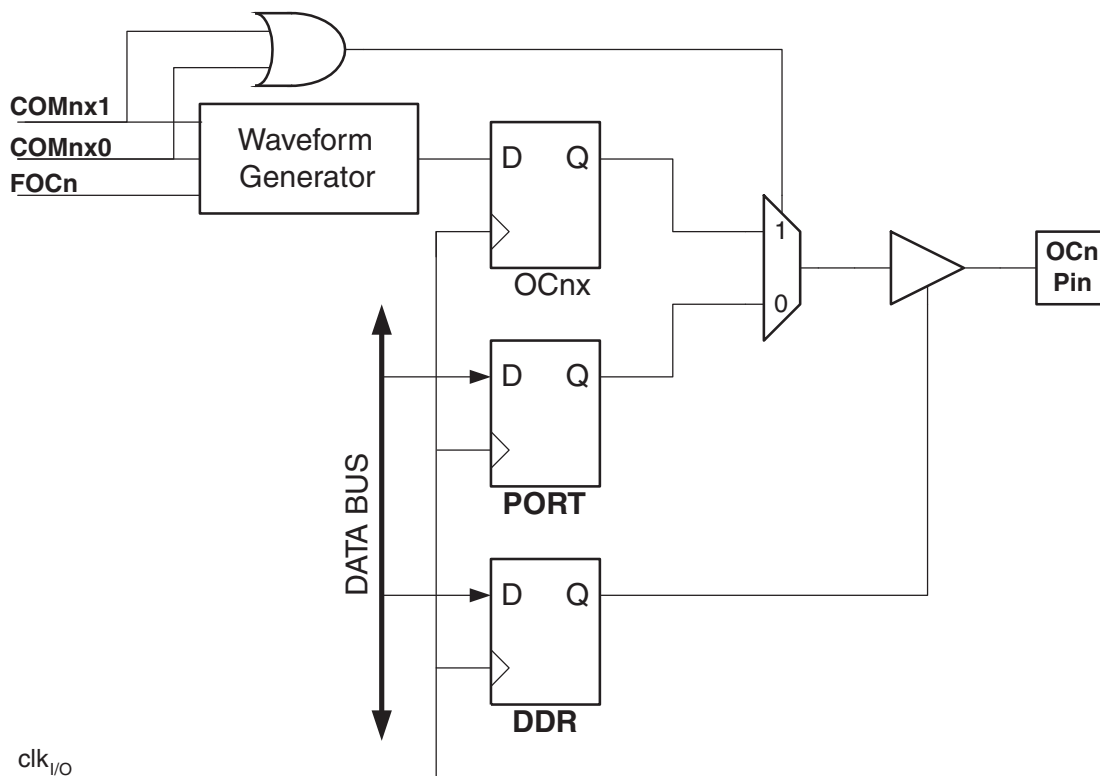 COMnx1
COMnx0
FOCn
Waveform
Generator
D Q
OCnx
1
0
OCn
Pin
D Q
PORT
DATA BUS
D Q
DDR
clkI/O